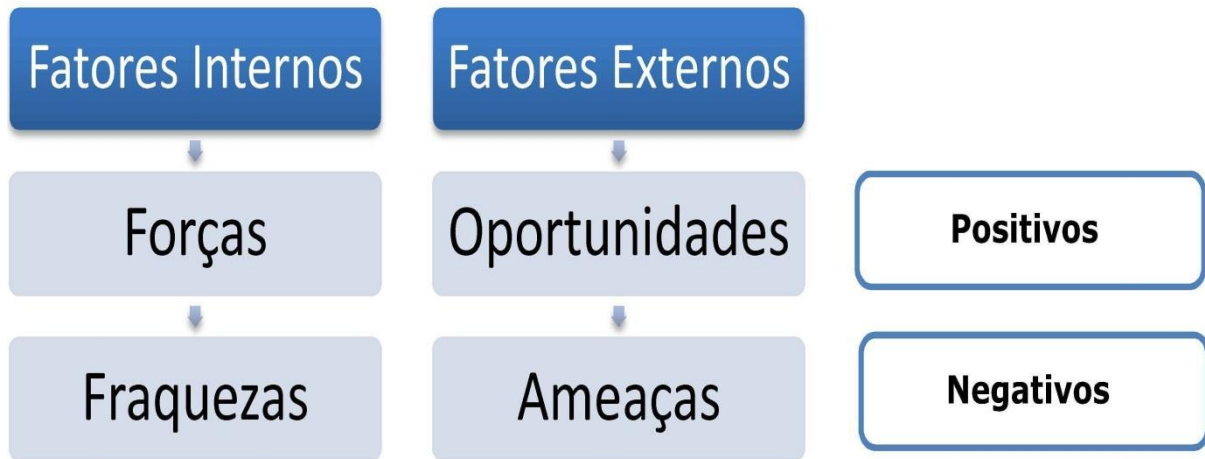 Fatores Internos
Fatores Externos
Forças
Oportunidades
Positivos
Fraquezas
Ameaças
Negativos